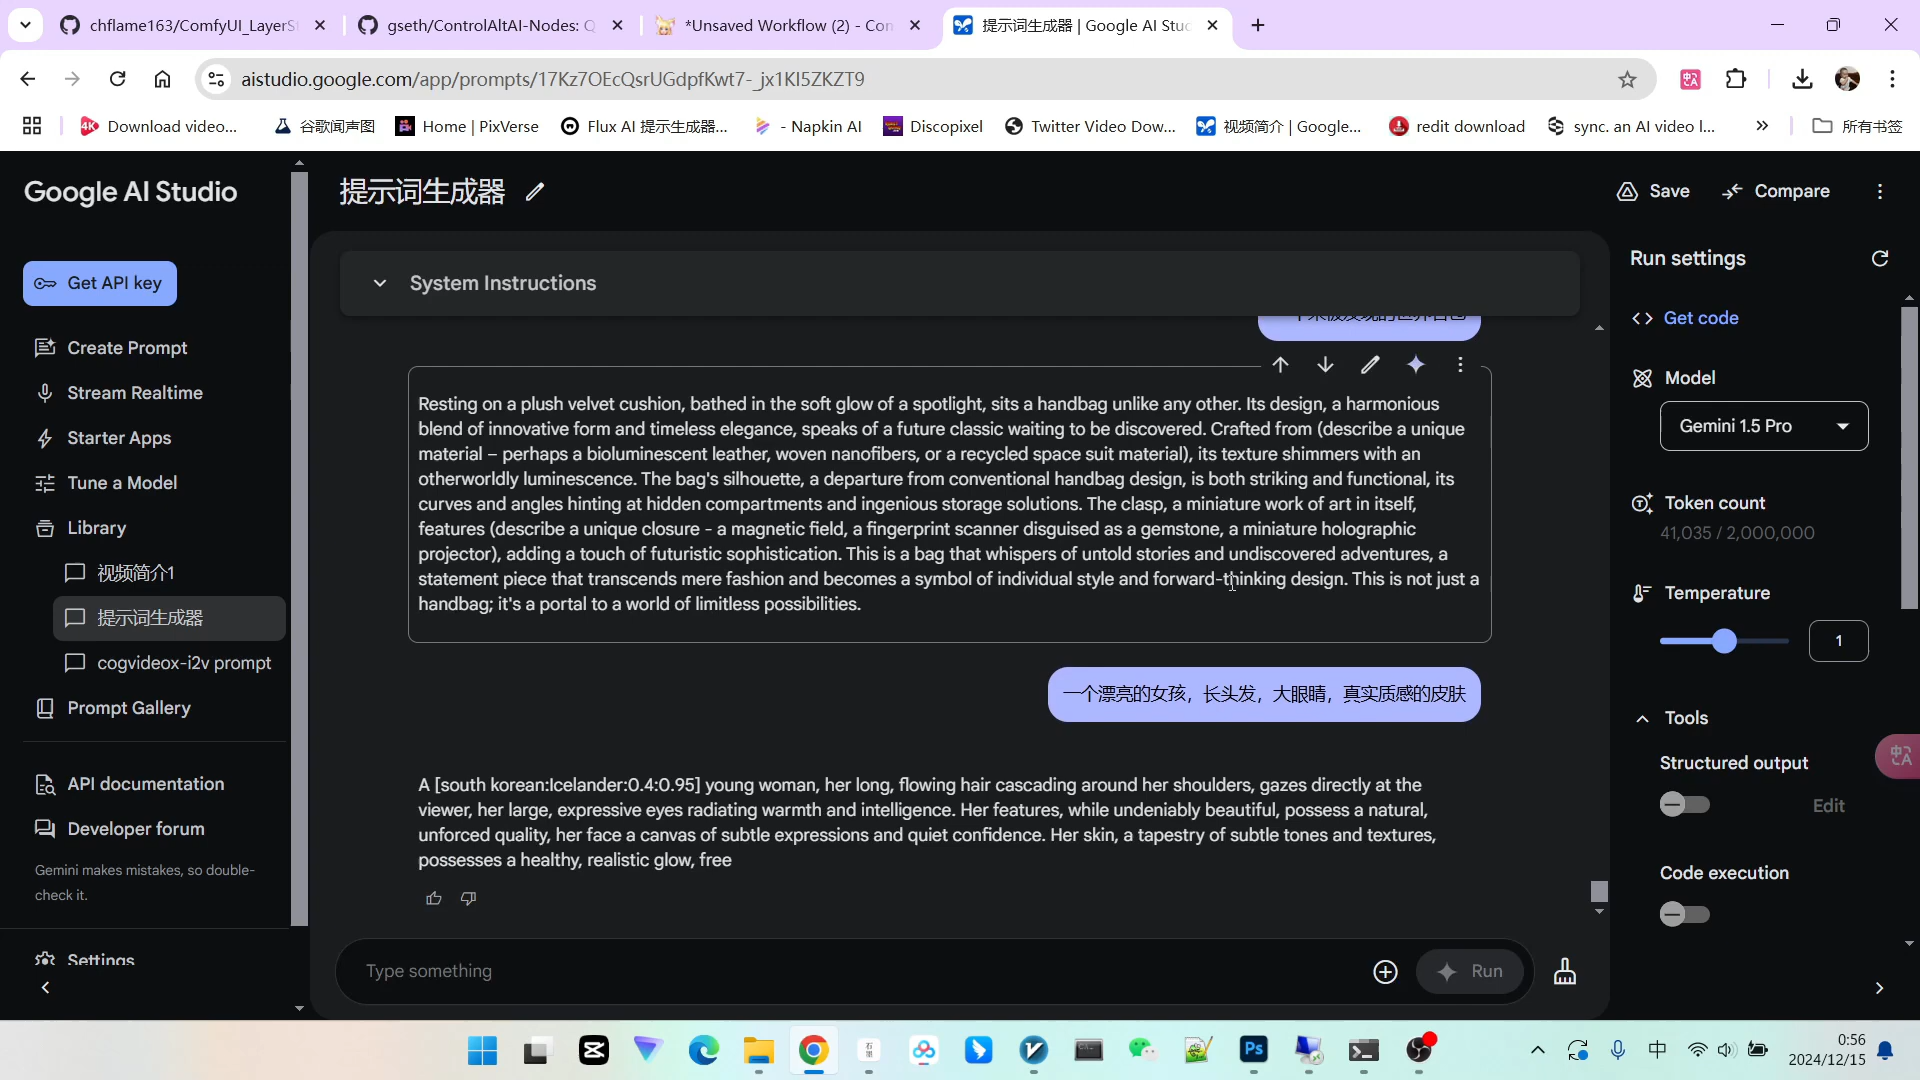 chflame163/ComfyUI_LayerSt
gseth/ControlAltAI-Nodes: Q
*Unsaved Workflow (2) - Con
提示词生成器 | Google AI Stud
aistudio.google.com/app/prompts/17Kz7OEcQsrUGdpfKwt7-_jx1KI5ZKZT9
Download video...
谷歌闻声图
Home | PixVerse
Flux AI 提示生成器...
- Napkin AI
Discopixel
Twitter Video Dow...
视频简介 | Google...
redit download
sync. an AI video l...
所有书签
Google AI Studio
提示词生成器
Save
Compare
Get API key
System Instructions
Run settings
Get code
Create Prompt
Stream Realtime
Starter Apps
Tune a Model
Library
视频简介1
提示词生成器
cogvideox-i2v prompt
Prompt Gallery
API documentation
Developer forum
Gemini makes mistakes, so double-
check it.
Settings
Resting on a plush velvet cushion, bathed in the soft glow of a spotlight, sits a handbag unlike any other. Its design, a harmonious
blend of innovative form and timeless elegance, speaks of a future classic waiting to be discovered. Crafted from (describe a unique
material – perhaps a bioluminescent leather, woven nanofibers, or a recycled space suit material), its texture shimmers with an
otherworldly luminescence. The bag's silhouette, a departure from conventional handbag design, is both striking and functional, its
curves and angles hinting at hidden compartments and ingenious storage solutions. The clasp, a miniature work of art in itself,
features (describe a unique closure - a magnetic field, a fingerprint scanner disguised as a gemstone, a miniature holographic
projector), adding a touch of futuristic sophistication. This is a bag that whispers of untold stories and undiscovered adventures, a
statement piece that transcends mere fashion and becomes a symbol of individual style and forward-thinking design. This is not just a
handbag; it's a portal to a world of limitless possibilities.
一个漂亮的女孩，长头发，大眼睛，真实质感的皮肤
A [south korean:Icelander:0.4:0.95] young woman, her long, flowing hair cascading around her shoulders, gazes directly at the
viewer, her large, expressive eyes radiating warmth and intelligence. Her features, while undeniably beautiful, possess a natural,
unforced quality, her face a canvas of subtle expressions and quiet confidence. Her skin, a tapestry of subtle tones and textures,
possesses a healthy, realistic glow, free
Type something
Run
Model
Gemini 1.5 Pro
Token count
41,035 / 2,000,000
Temperature
1
Tools
Structured output
Edit
Code execution
中
0:56
2024/12/15